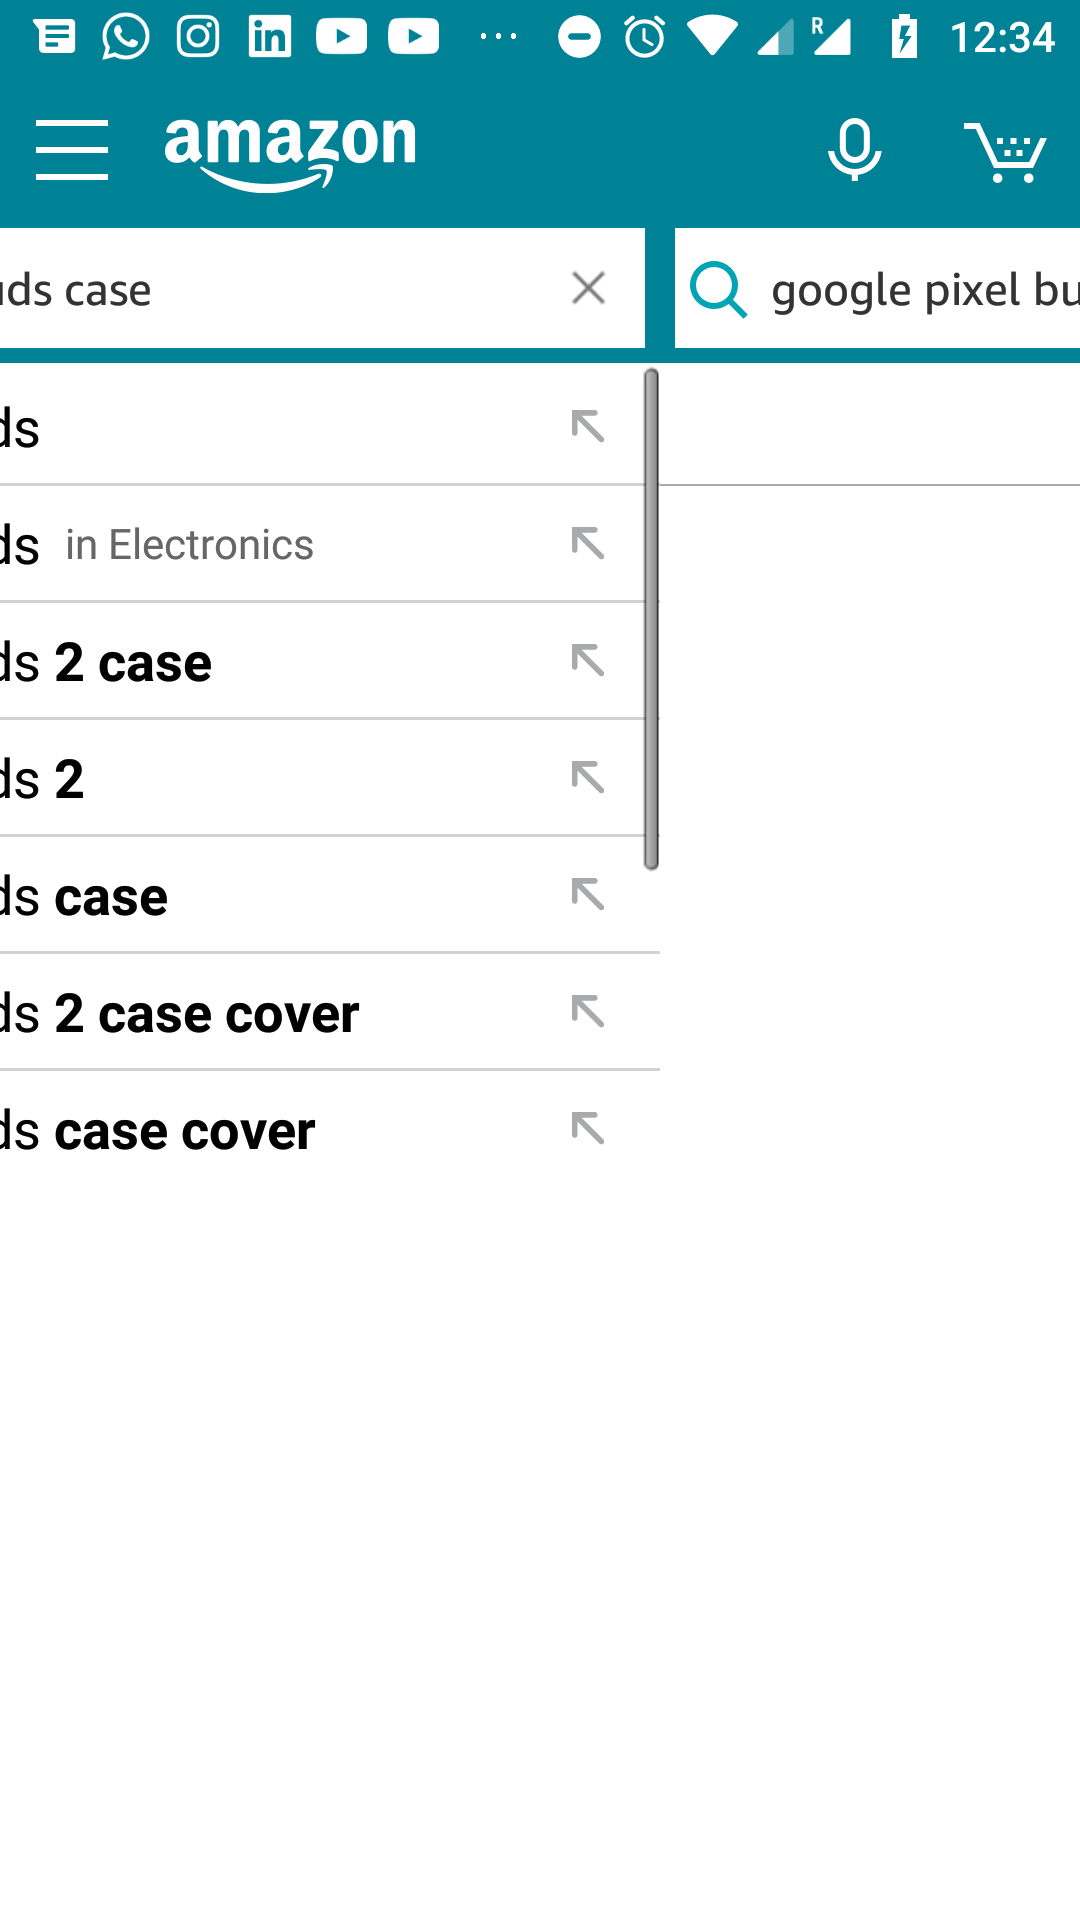 R 12:34
amazon
uds case
google pixel bu
ds
ds in Electronics
ds 2 case
ds 2
ds case
ds 2 case cover
ds case cover